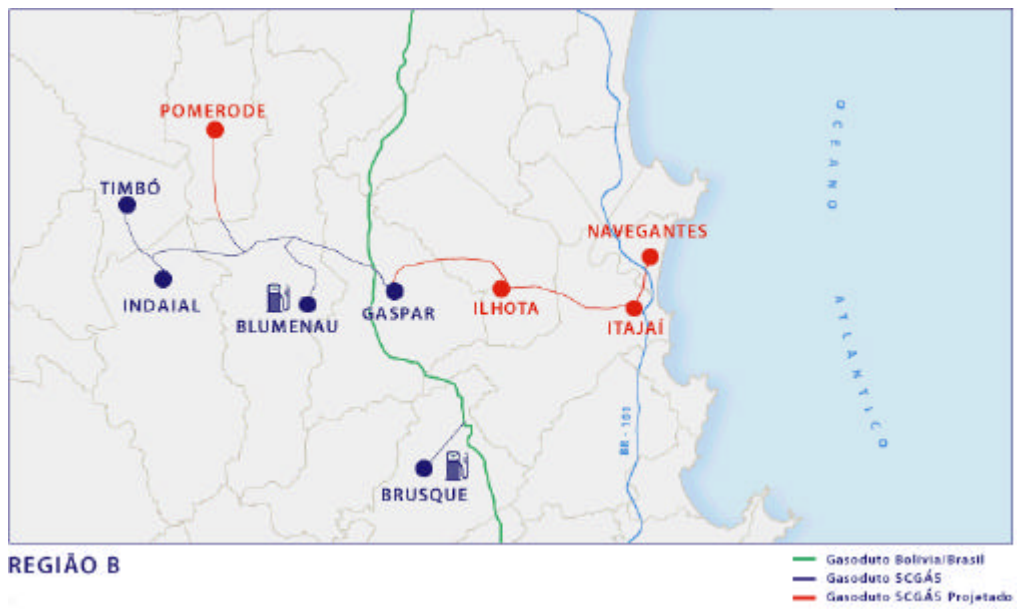 POMERODE
TIMBÓ
NAVEGANTES
INDAIAL
BLUMENAU
GASPAR
ILHOTA
ITAJAÍ
BRUSQUE
BR - 101
OCEANO
ATLANTICO
REGIÃO B
Gasoduto Bolívia/Brasil
Gasoduto SCGÁS
Gasoduto SCGÁS Projetado